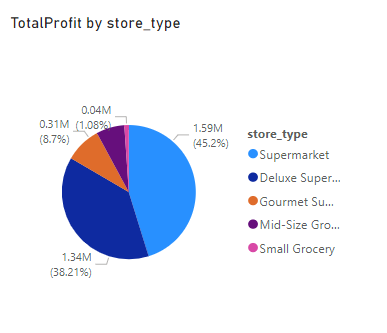 TotalProfit by store_type
0.04M
(1.08%)
0.31M
(8.7%)
1.59M
(45.2%)
1.34M
(38.21%)
store_type
Supermarket
Deluxe Super...
Gourmet Su...
Mid-Size Gro...
Small Grocery